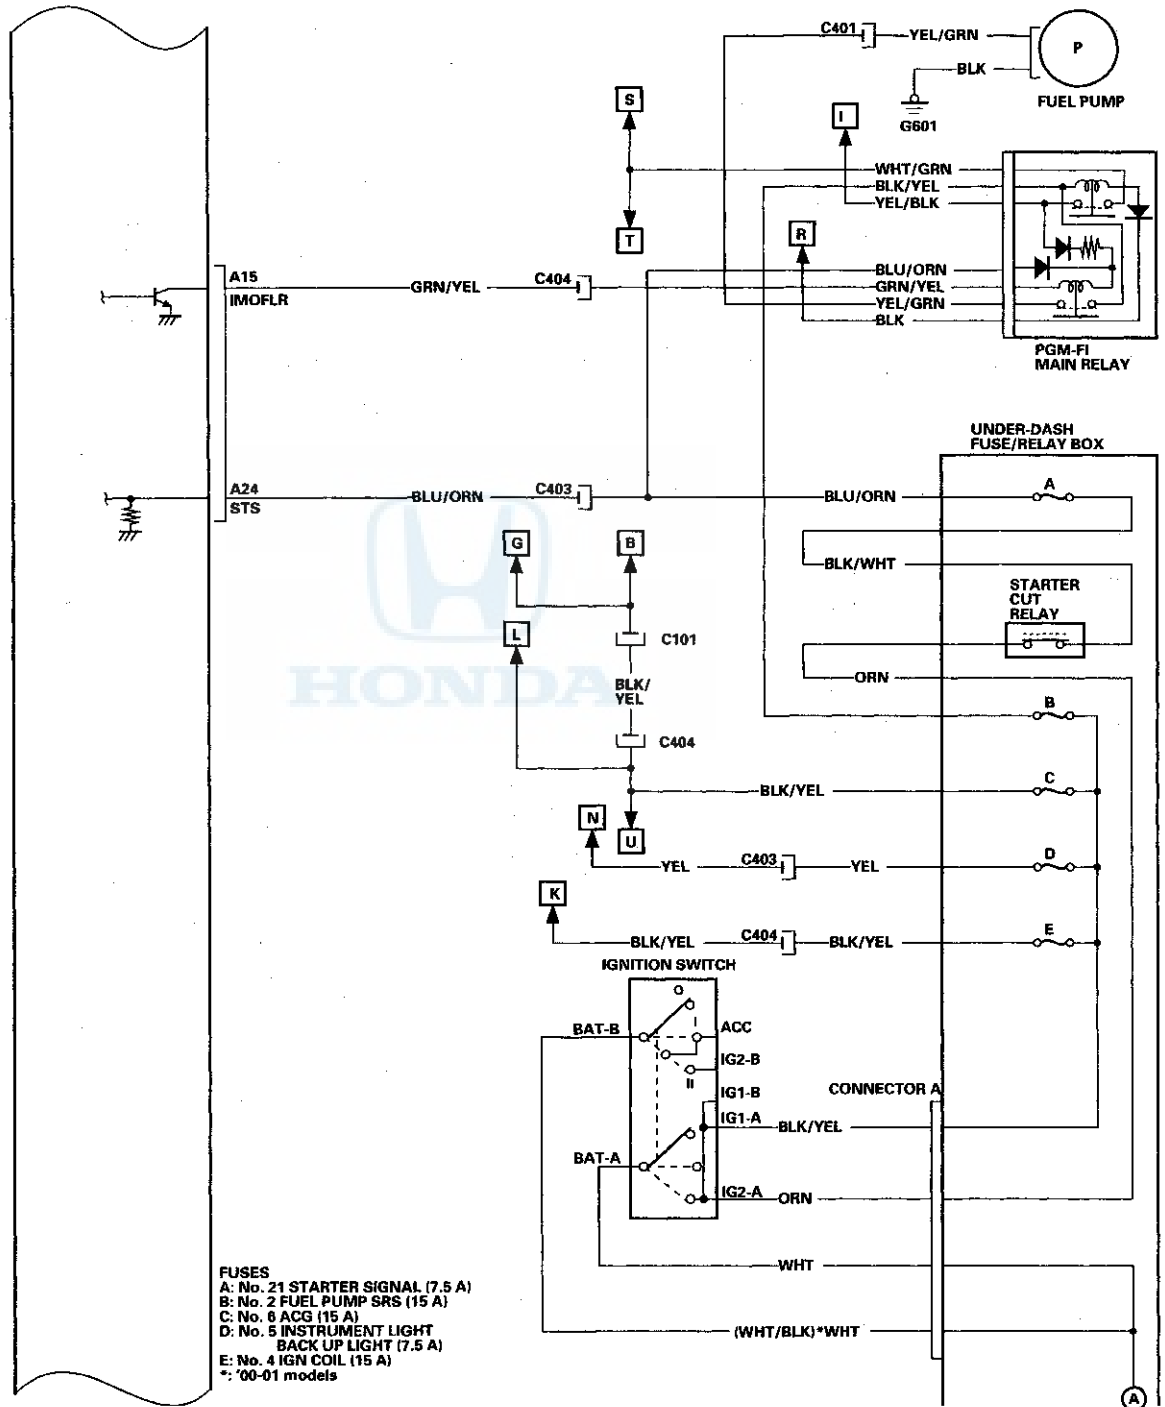 C401
YEL/GRN
P
BLK
FUEL PUMP
G601
S
I
WHT/GRN
BLK/YEL
YEL/BLK
T
R
A15
IMOFLR
GRN/YEL
C404
BLU/ORN
GRN/YEL
YEL/GRN
BLK
PGM-FI
MAIN RELAY
UNDER-DASH
FUSE/RELAY BOX
A24
STS
BLU/ORN
C403
BLU/ORN
A
G
B
BLK/WHT
STARTER
CUT
RELAY
L
C101
HONDA
BLK/
YEL
ORN
B
C404
BLK/YEL
C
N
U
YEL
C403
YEL
D
K
BLK/YEL
C404
BLK/YEL
E
IGNITION SWITCH
O
I
BAT-B
ACC
IG2-B
II
IG1-B
CONNECTOR A
IG1-A
BLK/YEL
BAT-A
IG2-A
ORN
WHT
(WHT/BLK)*WHT
A
FUSES
A: No. 21 STARTER SIGNAL (7.5 A)
B: No. 2 FUEL PUMP SRS (15 A)
C: No. 6 ACG (15 A)
D: No. 5 INSTRUMENT LIGHT
BACK UP LIGHT (7.5 A)
E: No. 4 IGN COIL (15 A)
*: '00-01 models